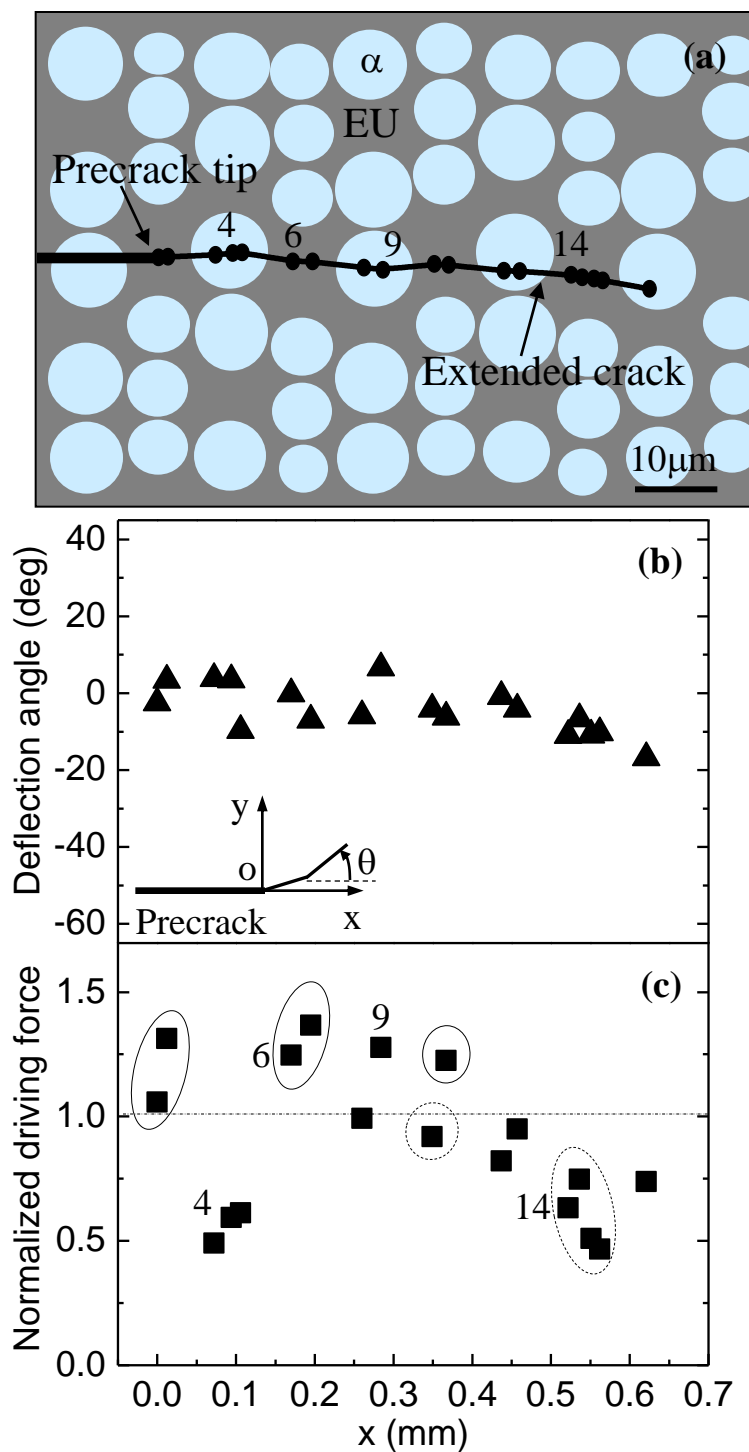 (a)
α
EU
Precrack tip
4
6
9
14
Extended crack
10μm
(b)
40
20
0
-20
-40
-60
Deflection angle (deg)
y
o
θ
x
Precrack
(c)
1.5
1.0
0.5
0.0
Normalized driving force
6
9
4
14
0.0 0.1 0.2 0.3 0.4 0.5 0.6 0.7
x (mm)